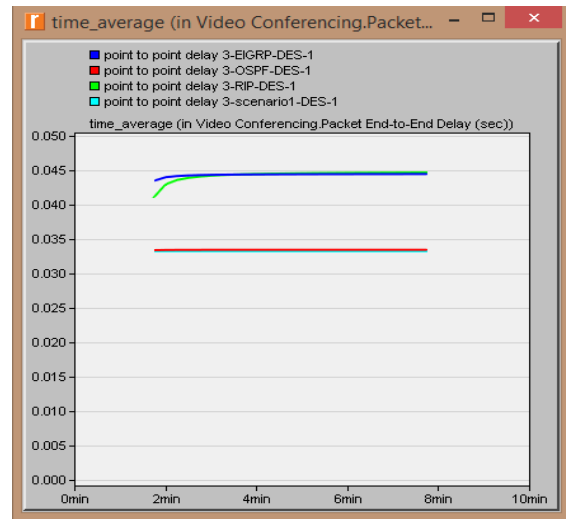 time_average (in Video Conferencing.Packet...
point to point delay 3-EIGRP-DES-1
point to point delay 3-OSPF-DES-1
point to point delay 3-RIP-DES-1
point to point delay 3-scenario1-DES-1
time_average (in Video Conferencing.Packet End-to-End Delay (sec))
0.050
0.045
0.040
0.035
0.030
0.020
0.015
0.010
0.005
0.000
0min 2min 4min 6min 8min 10min